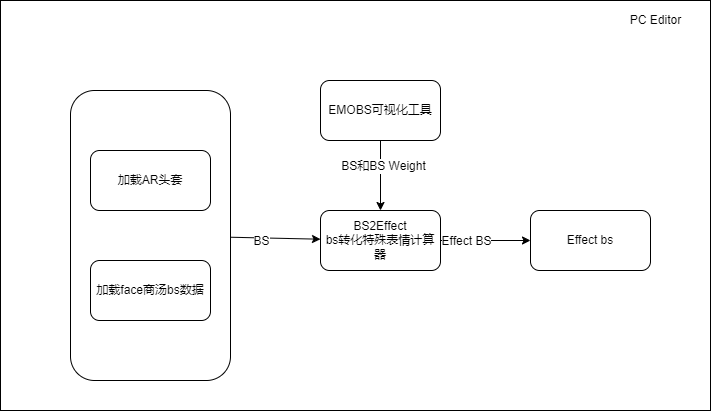 PC Editor
EMOBS可视化工具
BS和BS Weight
加载AR头套
BS
BS2Effect
bs转化特殊表情计算
器
Effect BS
Effect bs
加载face商汤bs数据